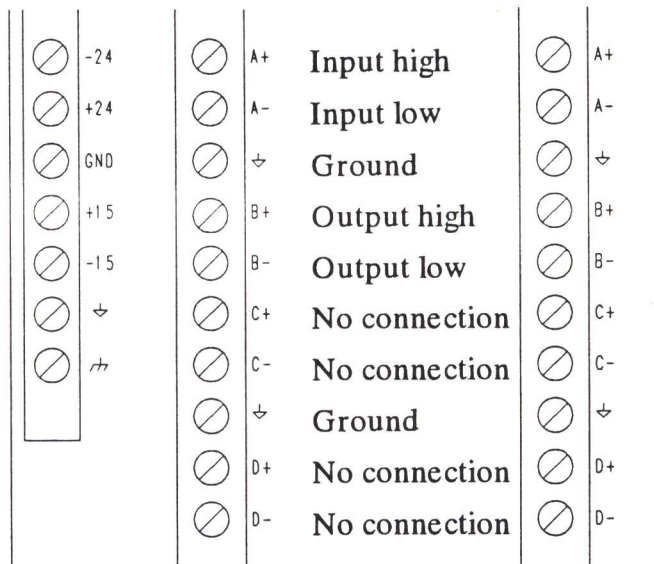 -24 A+ Input high A+
+24 A- Input low A-
GND Ground
+15 B+ Output high B+
-15 B- Output low B-
C+ No connection C+
C- No connection C-
Ground
D+ No connection D+
D- No connection D-